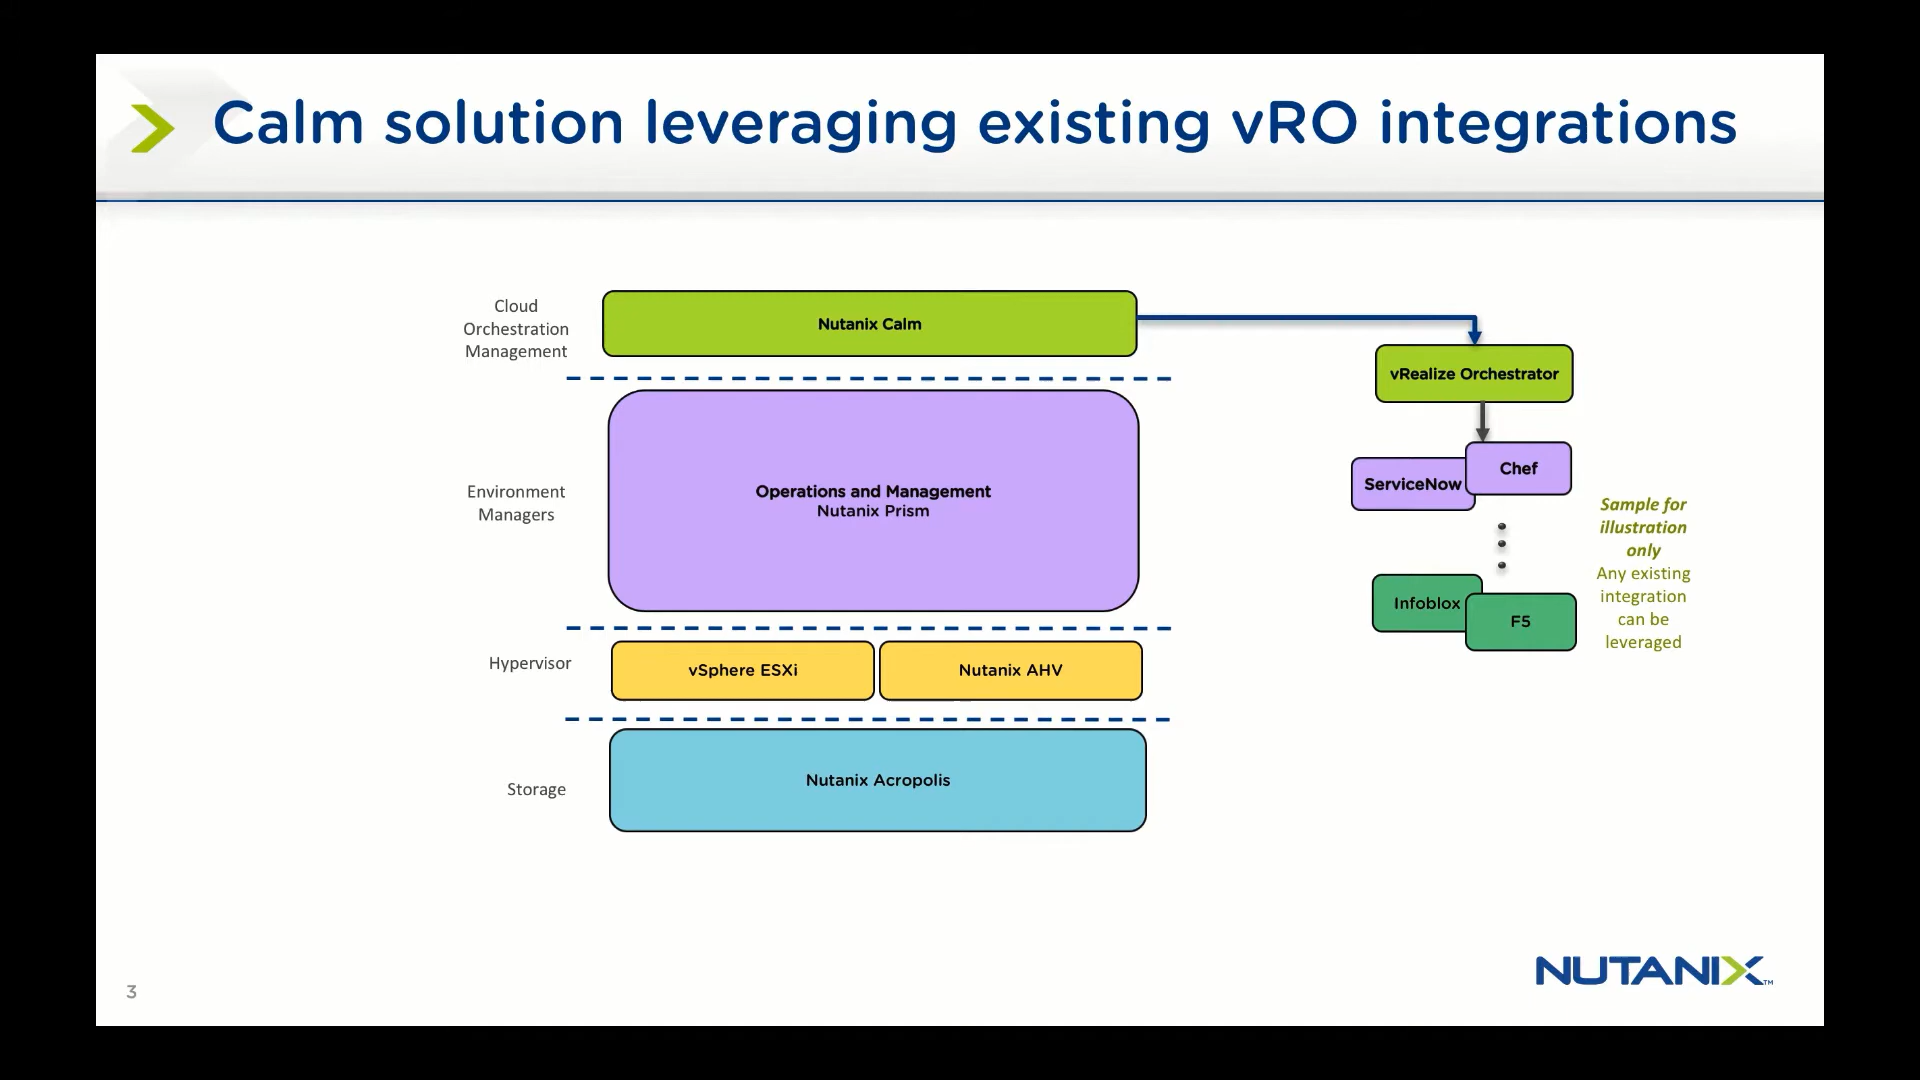 Calm solution leveraging existing vRO integrations
Cloud
Orchestration
Management
Nutanix Calm
vRealize Orchestrator
Environment
Managers
Operations and Management
Nutanix Prism
ServiceNow
Chef
Infoblox
F5
Sample for
illustration
only
Any existing
integration
can be
leveraged
Hypervisor
vSphere ESXi
Nutanix AHV
Storage
Nutanix Acropolis
3
NUTANIX™